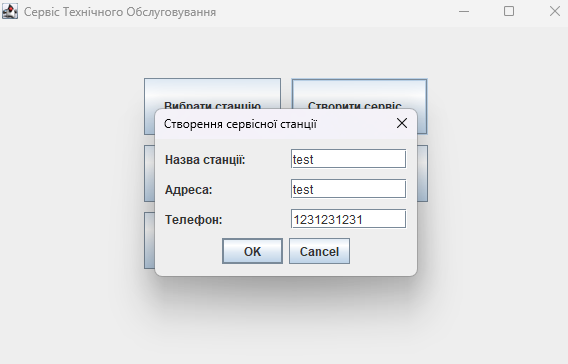 Сервіс Технічного Обслуговування
Вибрати станцію
Створити сервіс
Створення сервісної станції
Назва станції: test
Адреса: test
Телефон: 1231231231
OK Cancel